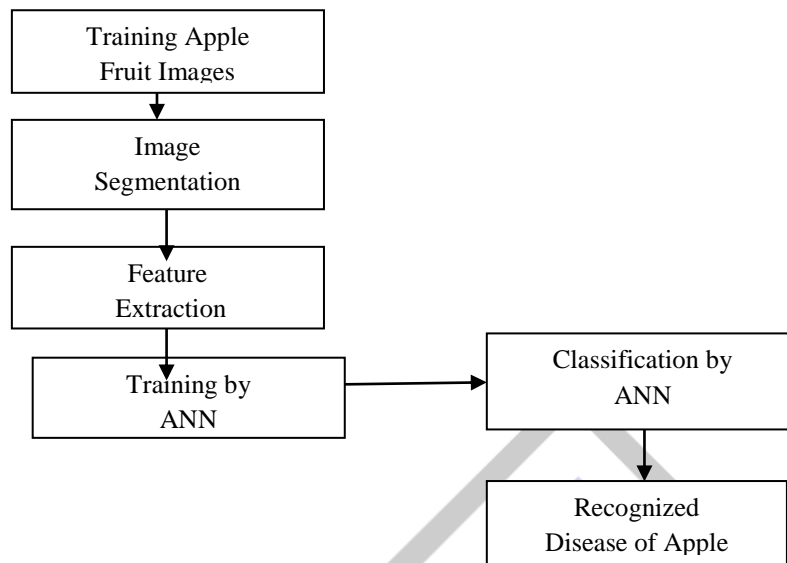 Training Apple
Fruit Images
Image
Segmentation
Feature
Extraction
Training by
ANN
Classification by
ANN
Recognized
Disease of Apple